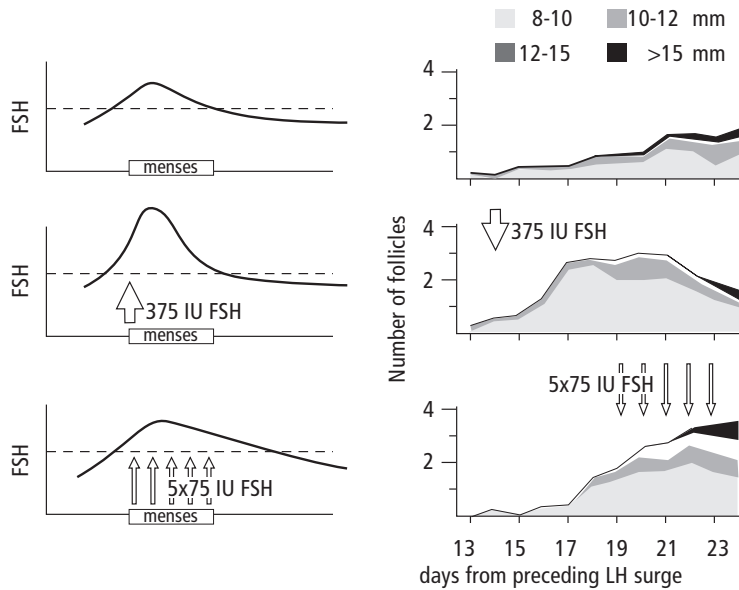 8-10
10-12 mm
12-15
>15 mm
FSH
menses
4
2
FSH
375 IU FSH
menses
Number of follicles
4
2
375 IU FSH
FSH
5x75 IU FSH
menses
5x75 IU FSH
4
2
13 15 17 19 21 23
days from preceding LH surge